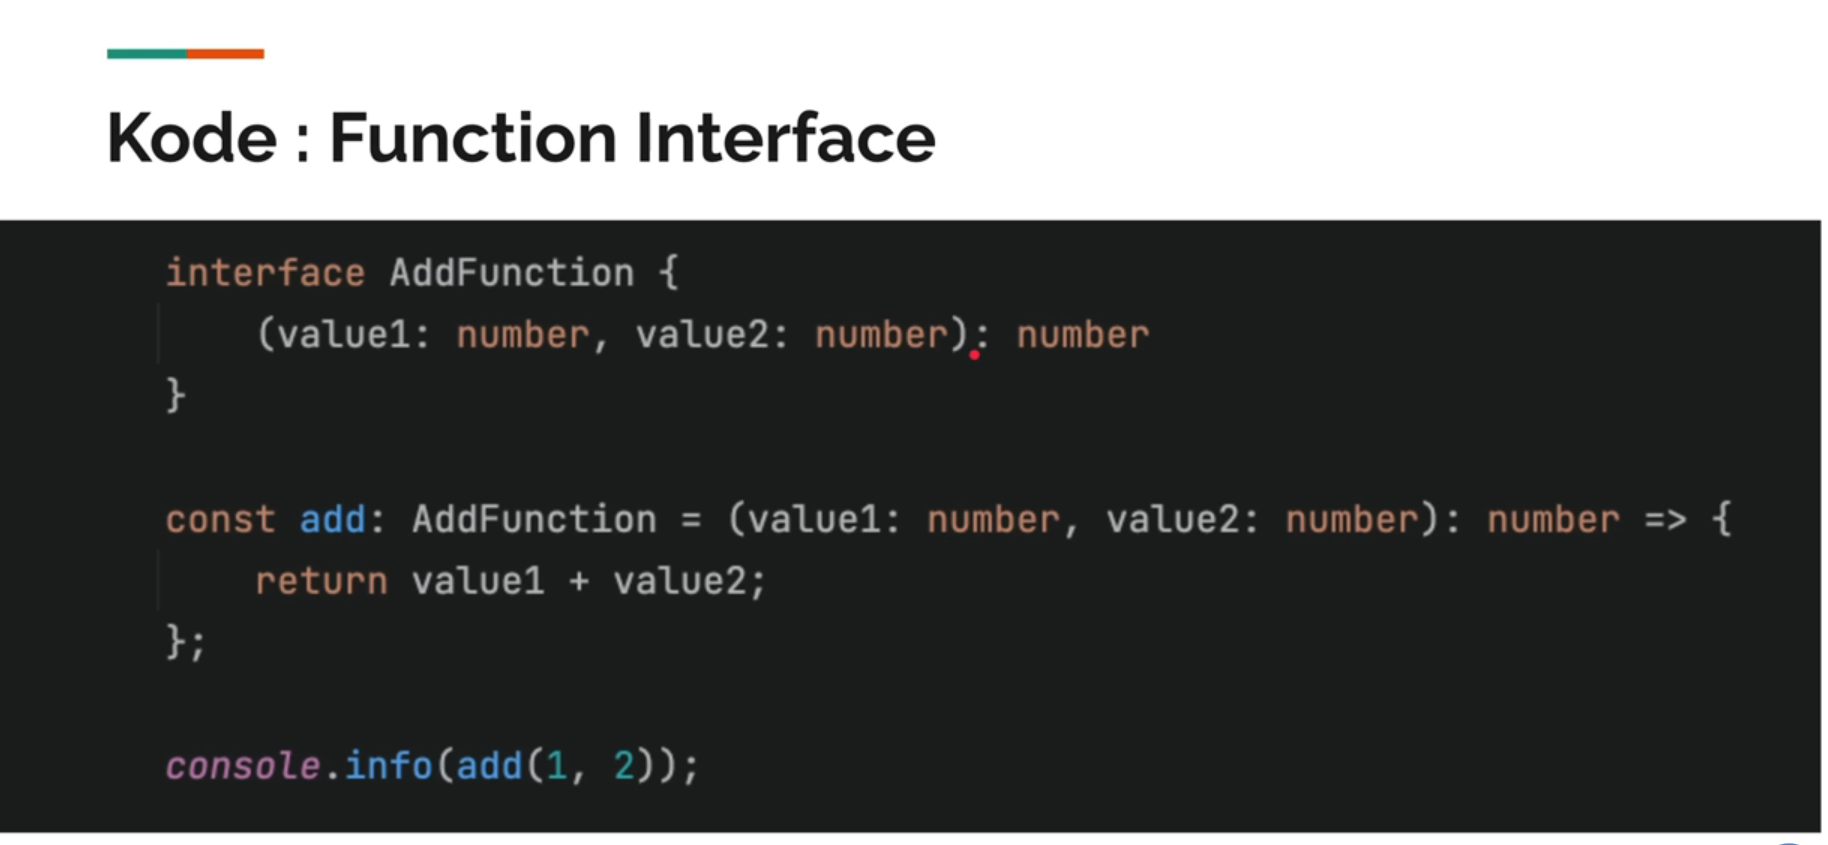 Kode : Function Interface
interface AddFunction {
(value1: number, value2: number): number
}
const add: AddFunction = (value1: number, value2: number): number => {
return value1 + value2;
};
console.info(add(1, 2));